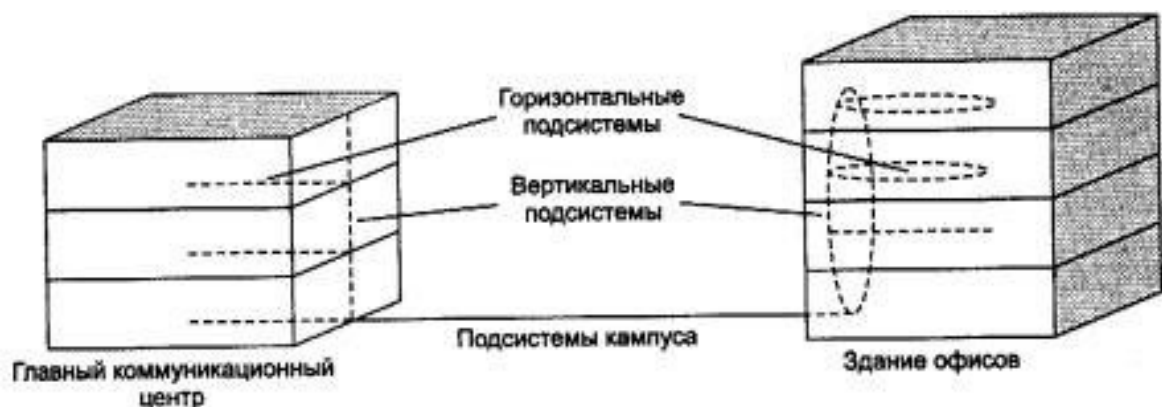 Горизонтальные
подсистемы
Вертикальные
подсистемы
Подсистемы кампуса
Главный коммуникационный
центр
Здание офисов